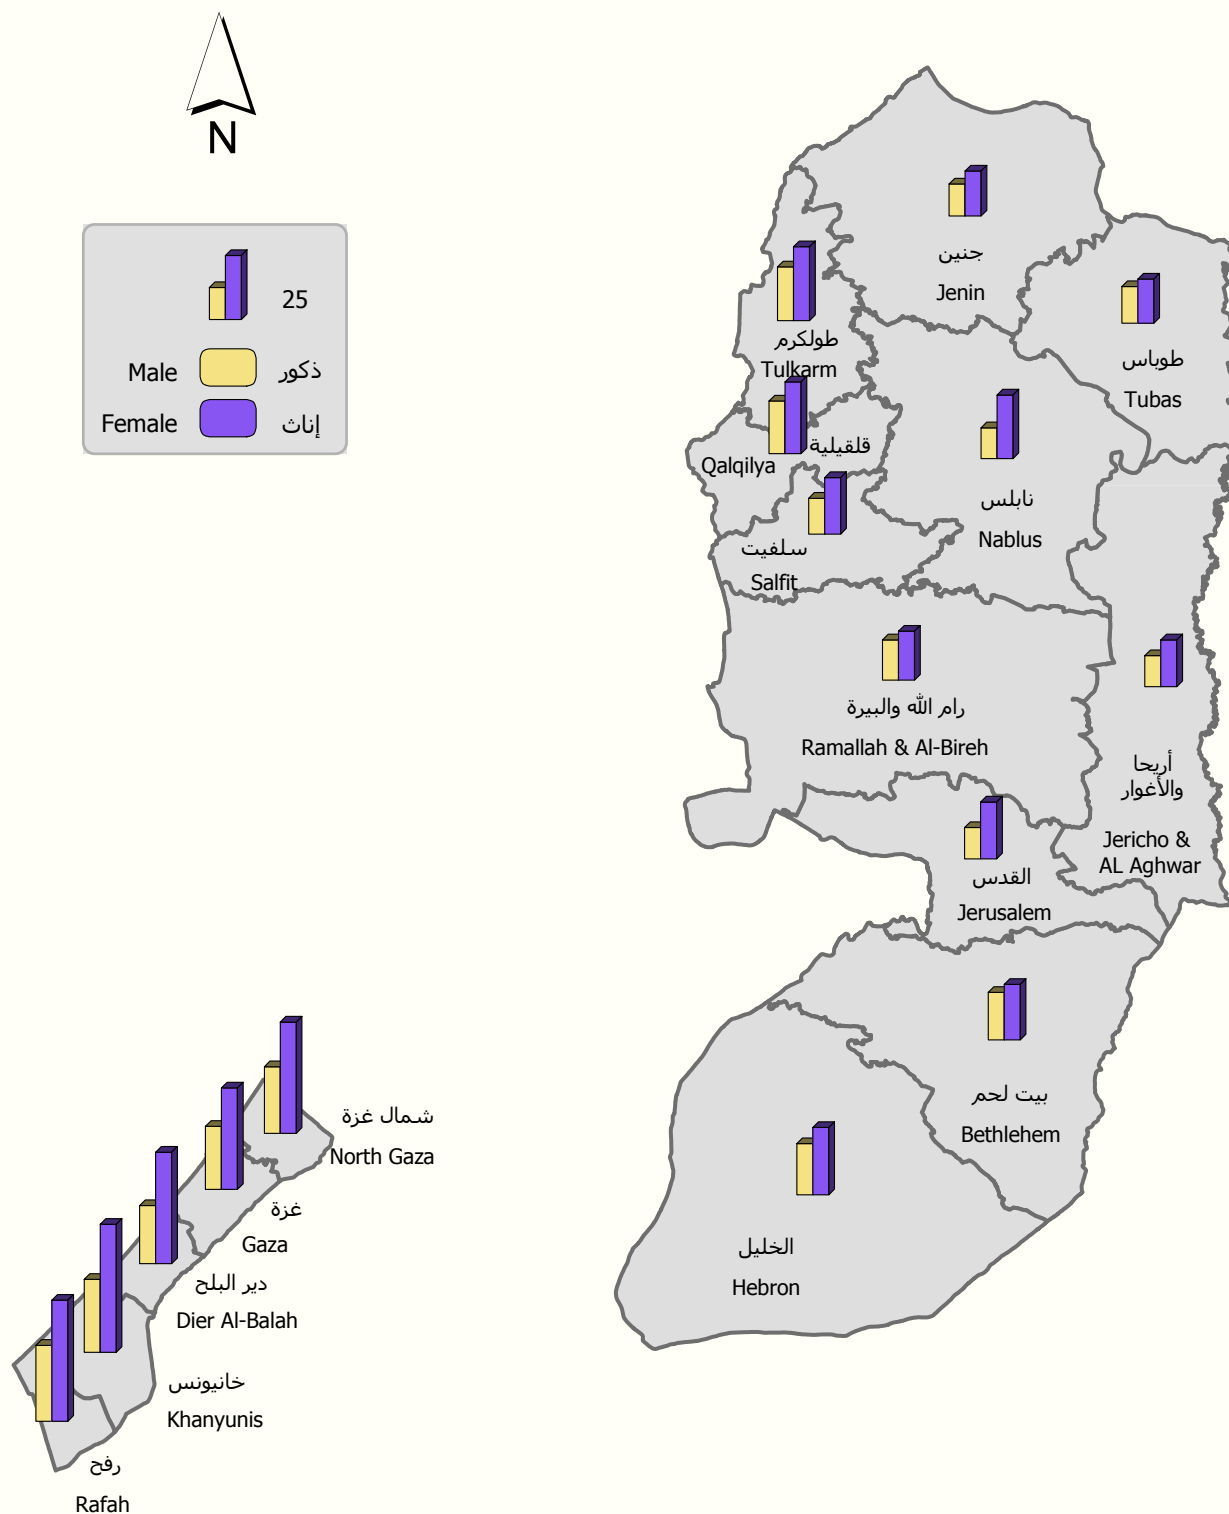 N
25
Male ذكور
Female إناث
جنين
Jenin
طولكرم
Tulkarm
طوباس
Tubas
قلقيلية
Qalqilya
نابلس
Nablus
سلفيت
Salfit
رام الله والبيرة
Ramallah & Al-Bireh
أريحا
والأغوار
Jericho &
AL Aghwar
القدس
Jerusalem
بيت لحم
Bethlehem
الخليل
Hebron
شمال غزة
North Gaza
غزة
Gaza
دير البلح
Dier Al-Balah
خانيونس
Khanyunis
رفح
Rafah